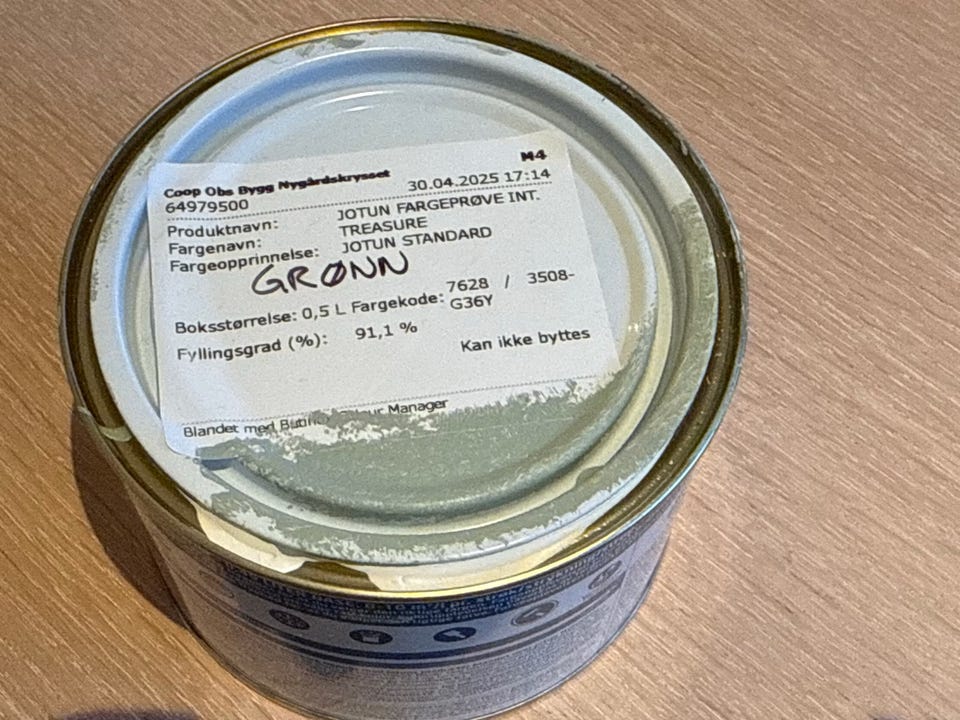 M4
Coop Obs Bygg Nygårdskrysset
64979500 30.04.2025 17:14
Produktnavn: JOTUN FARGEPRØVE INT.
Fargenavn: TREASURE
Fargeopprinnelse: JOTUN STANDARD
GRØNN
Boksstørrelse: 0,5 L Fargekode: 7628 / 3508-
G36Y
Fyllingsgrad (%): 91,1 %
Kan ikke byttes
Blandet med Manager